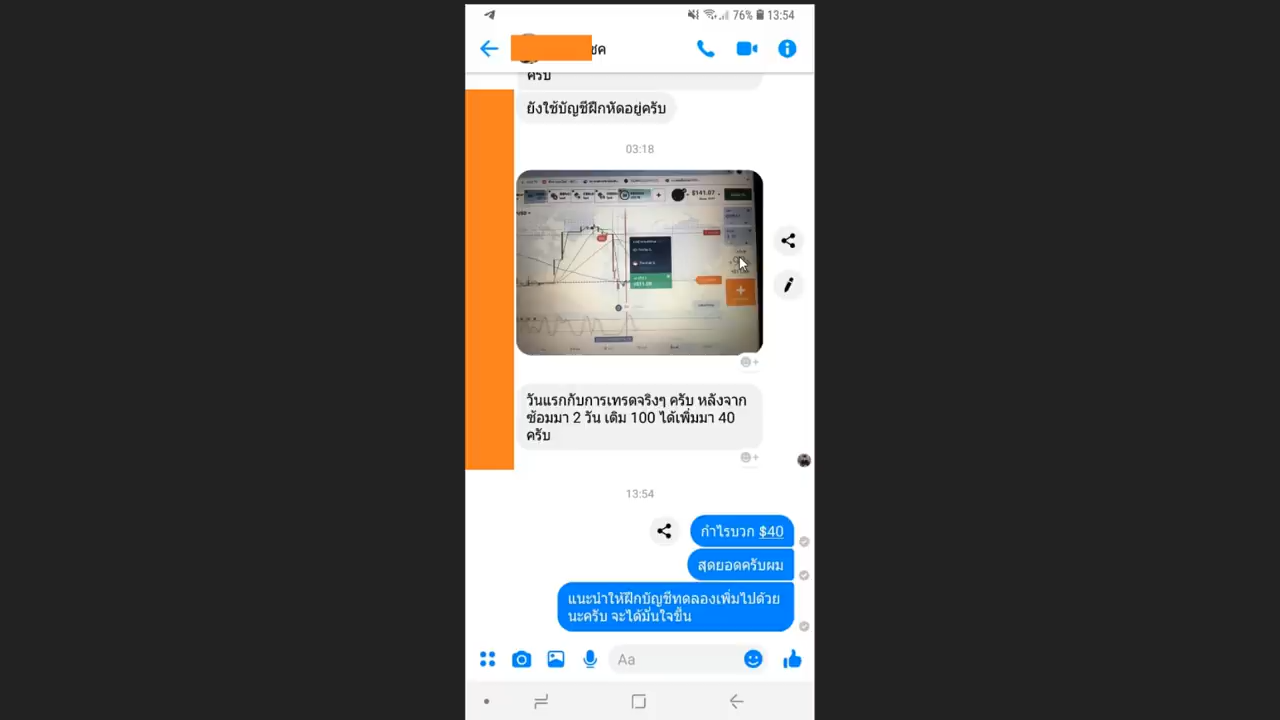 76% 13:54
ชค
ครับ
ยังใช้บัญชีฝึกหัดอยู่ครับ
03:18
$141.07
วันแรกกับการเทรดจริงๆ ครับ หลังจาก
ซ้อมมา 2 วัน เดิม 100 ได้เพิ่มมา 40
ครับ
13:54
กำไรบวก $40
สุดยอดครับผม
แนะนำให้ฝึกบัญชีทดลองเพิ่มไปด้วย
นะครับ จะได้มั่นใจขึ้น
Aa